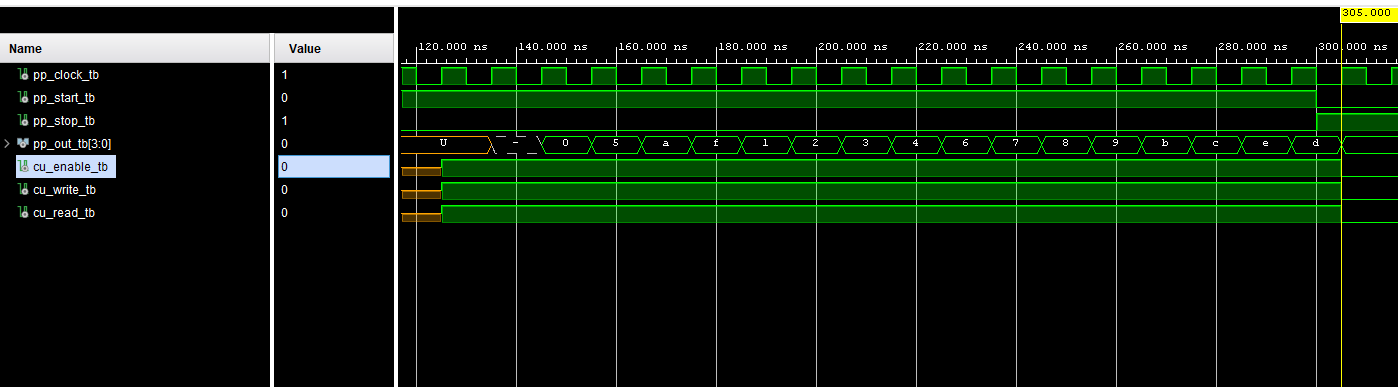 305.000
Name Value 120.000 ns 140.000 ns 160.000 ns 180.000 ns 200.000 ns 220.000 ns 240.000 ns 260.000 ns 280.000 ns 300.000 ns
pp_clock_tb 1
pp_start_tb 0
pp_stop_tb 1
pp_out_tb[3:0] 0 U - 0 5 a f 1 2 3 4 6 7 8 9 b c e d
cu_enable_tb 0
cu_write_tb 0
cu_read_tb 0